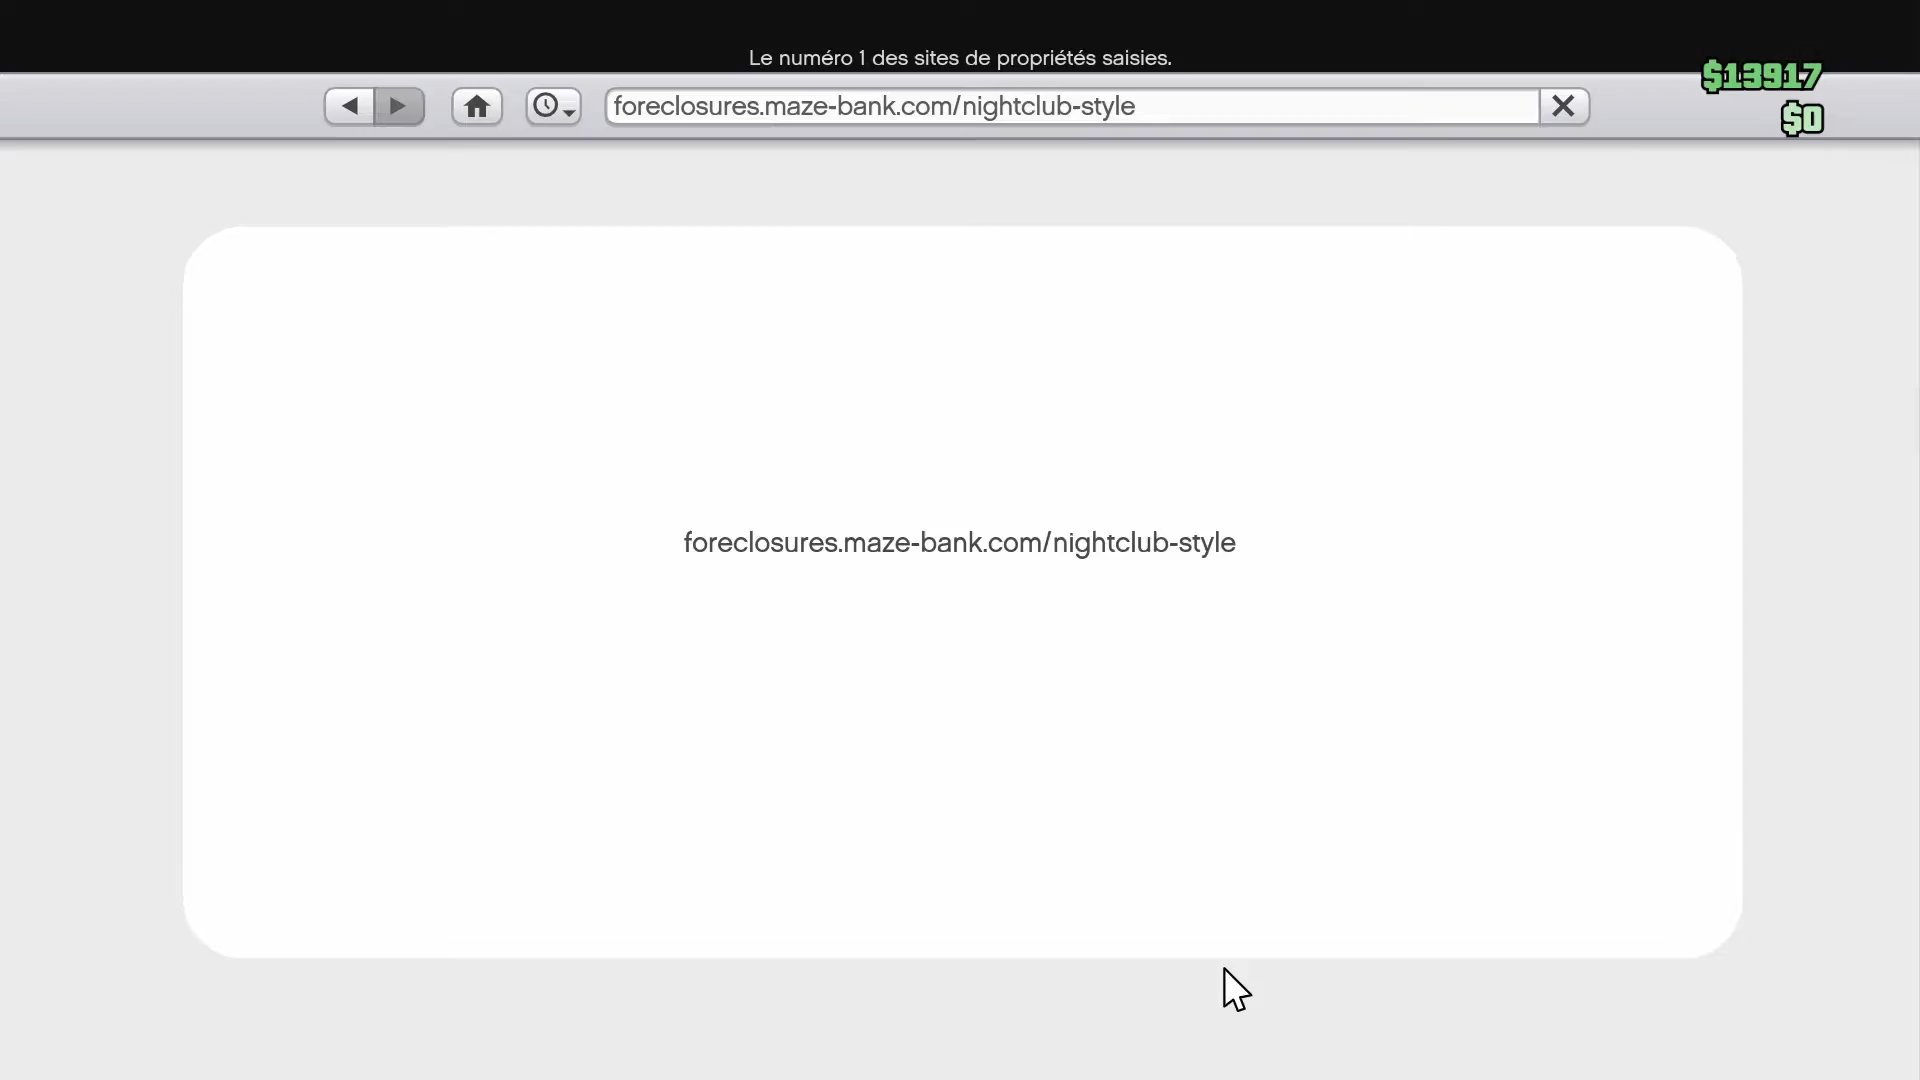 Le numéro 1 des sites de propriétés saisies.
$13917
foreclosures.maze-bank.com/nightclub-style
$0
foreclosures.maze-bank.com/nightclub-style